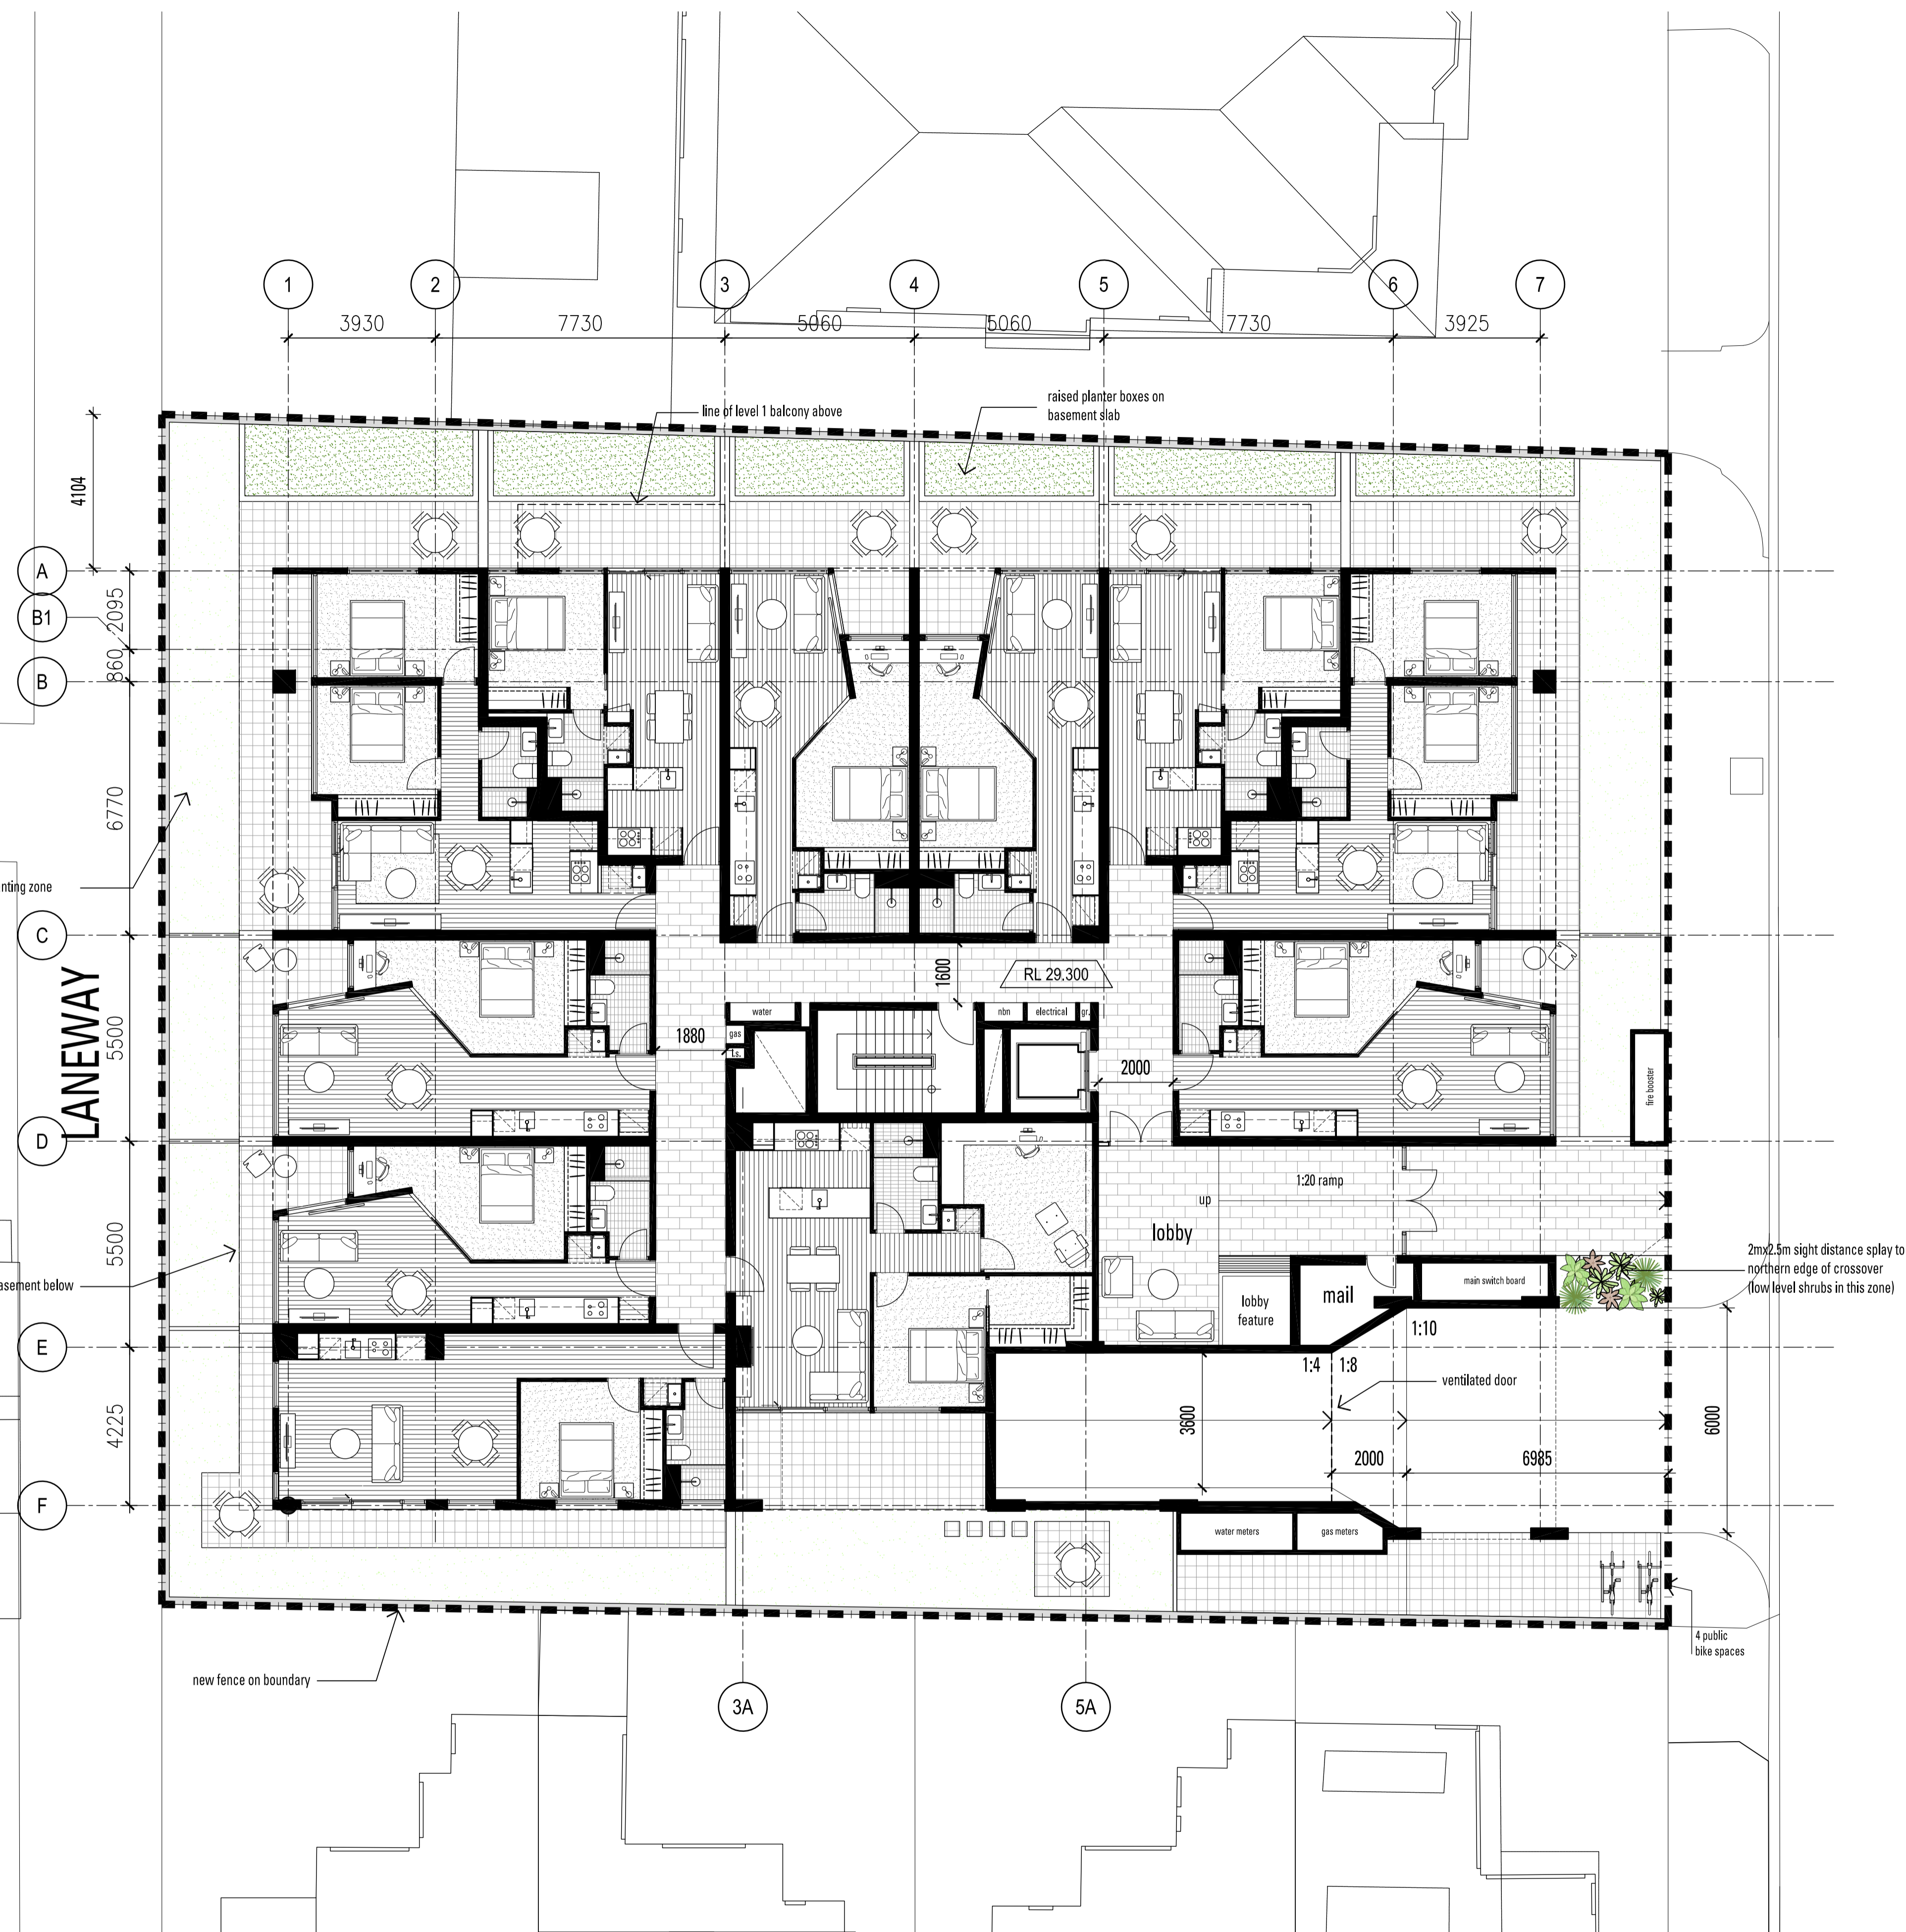 1
2
3
4
5
6
7
3930
7730
5060
5060
7730
3925
line of level 1 balcony above
raised planter boxes on
basement slab
4104
A
B1
2095
860
B
6770
nting zone
C
LANEWAY
5500
1600
RL 29.300
water
nbn
electrical
gr.
gas
t.s.
1880
2000
fire booster
D
1:20 ramp
up
lobby
5500
asement below
2mx2.5m sight distance splay to
northern edge of crossover
(low level shrubs in this zone)
main switch board
mail
lobby
feature
1:10
E
1:4
1:8
ventilated door
4225
3600
6000
2000
6985
F
water meters
gas meters
4 public
bike spaces
new fence on boundary
3A
5A